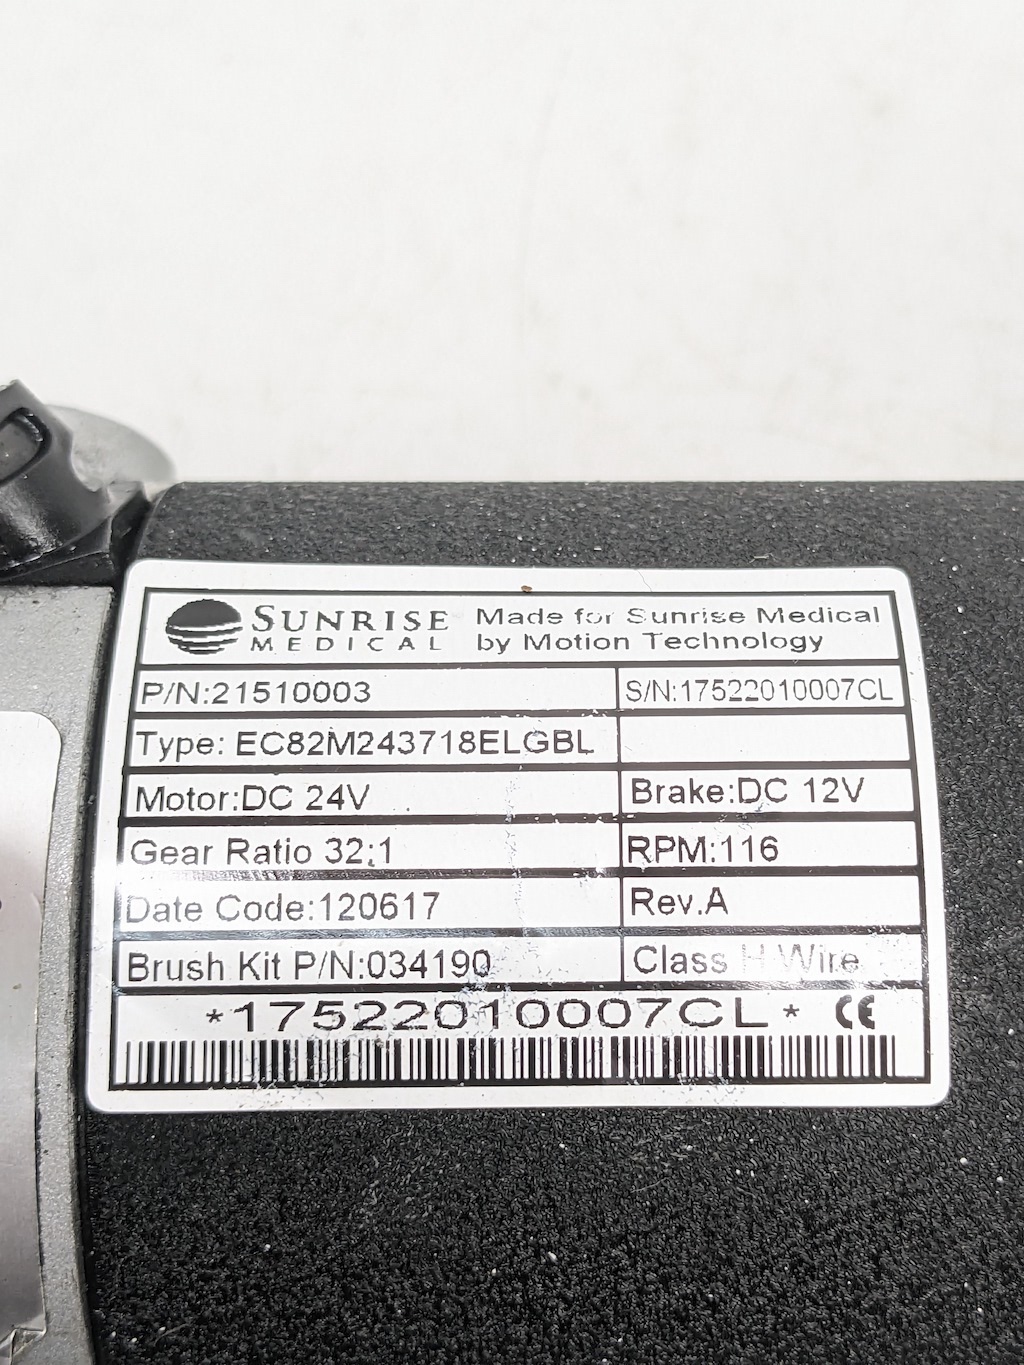 SUNRISE
MEDICAL
Made for Sunrise Medical
by Motion Technology
P/N:21510003
S/N:17522010007CL
Type: EC82M243718ELGBL
Motor:DC 24V
Brake:DC 12V
Gear Ratio 32:1
RPM:116
Date Code:120617
Rev.A
Brush Kit P/N:034190
Class H Wire
*17522010007CL* CE